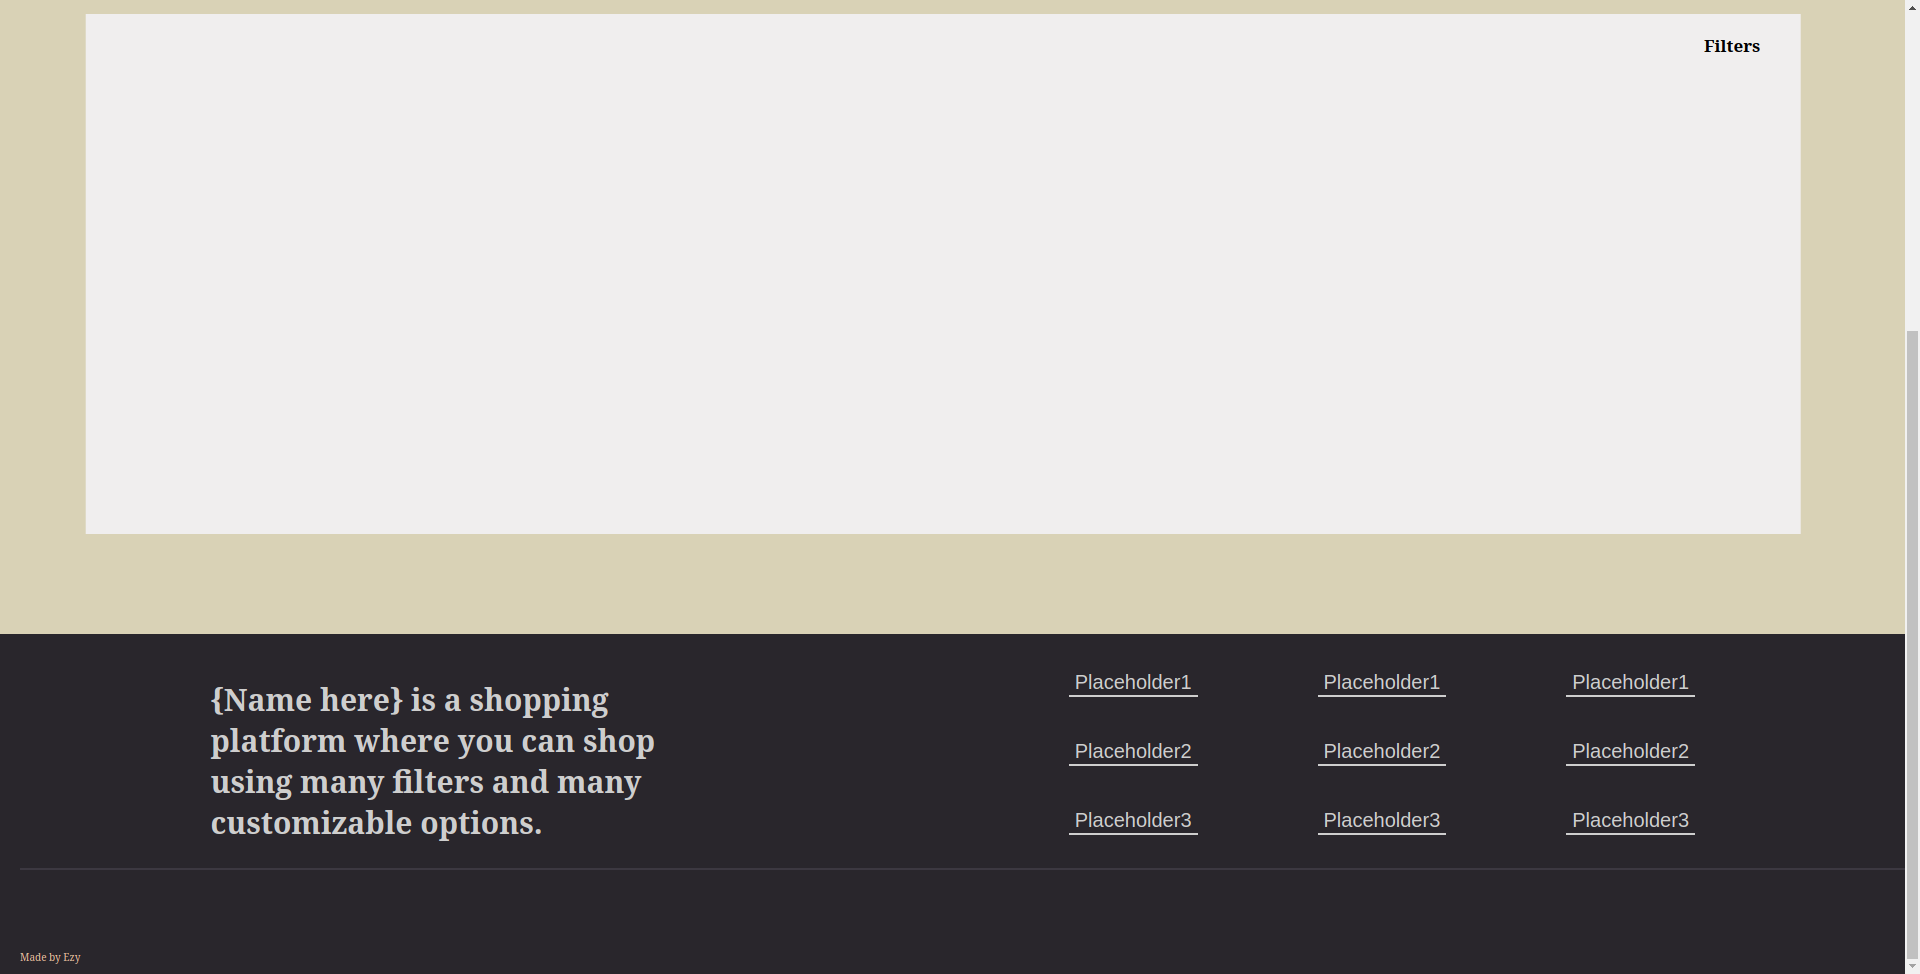 Filters
{Name here} is a shopping
platform where you can shop
using many filters and many
customizable options.
Placeholder1
Placeholder2
Placeholder3
Placeholder1
Placeholder2
Placeholder3
Placeholder1
Placeholder2
Placeholder3
Made by Ezy